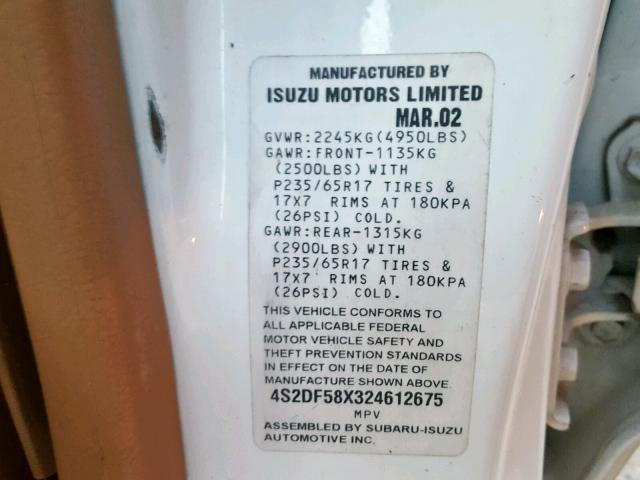 MANUFACTURED BY
ISUZU MOTORS LIMITED
MAR.02
GVWR:2245KG(4950LBS)
GAWR:FRONT-1135KG
(2500LBS) WITH
P235/65R17 TIRES &
17X7 RIMS AT 180KPA
(26PSI) COLD.
GAWR:REAR-1315KG
(2900LBS) WITH
P235/65R17 TIRES &
17X7 RIMS AT 180KPA
(26PSI) COLD.
THIS VEHICLE CONFORMS TO
ALL APPLICABLE FEDERAL
MOTOR VEHICLE SAFETY AND
THEFT PREVENTION STANDARDS
IN EFFECT ON THE DATE OF
MANUFACTURE SHOWN ABOVE.
4S2DF58X324612675
MPV
ASSEMBLED BY SUBARU-ISUZU
AUTOMOTIVE INC.